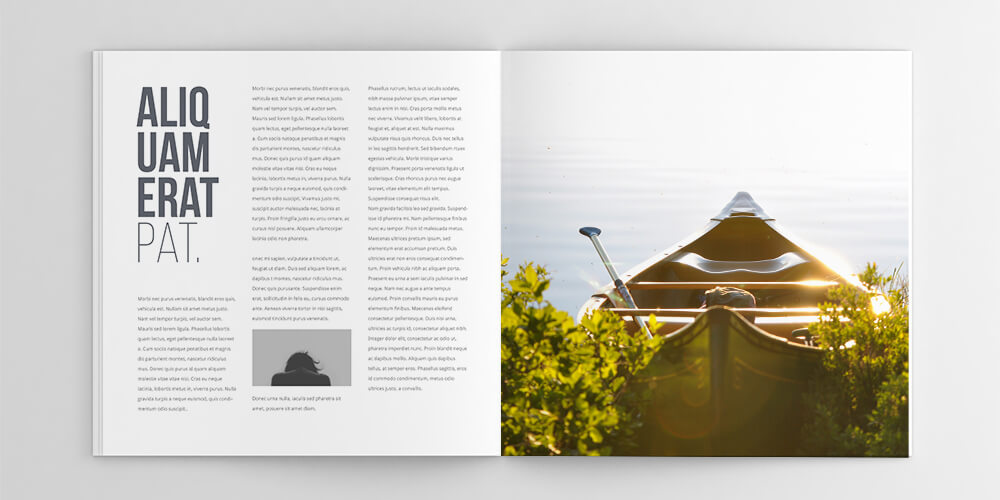 ALIQ
UAM
ERAT
PAT.
Morbi nec purus venenatis, blandit eros quis,
vehicula est. Nullam sit amet metus justo.
Nam vel tempor turpis, vel auctor sem.
Mauris sed lorem ligula. Phasellus lobortis
quam lectus, eget pellentesque nulla laoreet
a. Cum sociis natoque penatibus et magnis
dis parturient montes, nascetur ridiculus
mus. Donec quis purus id quam aliquam
molestie vitae vitae nisl. Cras eu neque
lacinia, lobortis metus et, viverra purus. Nulla
gravida turpis a neque euismod, quis condi-
mentum odio suscipit.
Morbi nec purus venenatis, blandit eros quis,
vehicula est. Nullam sit amet metus justo.
Nam vel tempor turpis, vel auctor sem.
Mauris sed lorem ligula. Phasellus lobortis
quam lectus, eget pellentesque nulla laoreet
a. Cum sociis natoque penatibus et magnis
dis parturient montes, nascetur ridiculus
mus. Donec quis purus id quam aliquam
molestie vitae vitae nisl. Cras eu neque
lacinia, lobortis metus in, viverra purus. Nulla
gravida turpis a neque euismod, quis condi-
mentum odio suscipit. Vivamus justo,
suscipit auctor malesuada nec, lacinia et
turpis. Proin fringilla justo eu arcu ornare, ac
cursus nisl posuere. Aliquam ullamcorper
lacinia odio non pharetra.
onec mi sapien, vulputate a tincidunt ut,
feugiat ut diam. Duis sed aliquam lorem, ac
dapibus t montes, nascetur ridiculus mus.
Donec quis purusante. Suspendisse enim
erat, sollicitudin in felis eu, cursus commodo
ante. Aenean viverra tortor in nisi sagittis,
euismod tincidunt purus venenatis.
Donec urna nulla, iaculis sed pharetra sit
amet, posuere sit amet diam.
Phasellus rucrum, lectus ut iaculis sodales,
nibh massa pulvinar ipsum, vitae semper
lectus enim in nisl. Cras porta mollis metus
nec viverra. Vivamus velit libero, lobortis at
feugiat et, aliquet at est. Nulla maximus
vulputate risus quis rhoncus. Duis nec tellus
in leo sagittis hendrerit. Sed bibendum risus
egestas vehicula. Morbi tristique varius
dignissim. Praesent porta venenatis ligula ut
scelerisque. Cras rhoncus purus nec augue
laoreet, vitae elementum elit tempus.
Suspendisse consequat risus elit.
Nam gravida facilisis leo sed gravida. Suspend-
isse id pharetra mi. Nam pellentesque finibus
nunc eu tempor. Proin id malesuada metus.
Maecenas ultrices pretium ipsum, sed
elementum erat accumsan pretium. Duis
ultricies erat non eros consequat condimen-
tum. Proin vehicula nibh ac aliquam porta.
Praesent eu urna a sem iaculis pulvinar in sed
neque. Nam nec augue a ante tempus
euismod. Proin convallis mauris eu purus
elementum finibus. Maecenas eleifend
consectetur pellentesque. Duis nisi urna,
ultricies ac turpis id, consectetur aliquet nibh.
Integer dolor elit, consectetur ac odio ut,
pharetra imperdiet nunc. Proin blandit neque
ac dapibus mollis. Aliquam quis dapibus
tellus, at semper eros. Phasellus sagittis, eros
id commodo condimentum, metus odio
ultrices justo, a convallis.